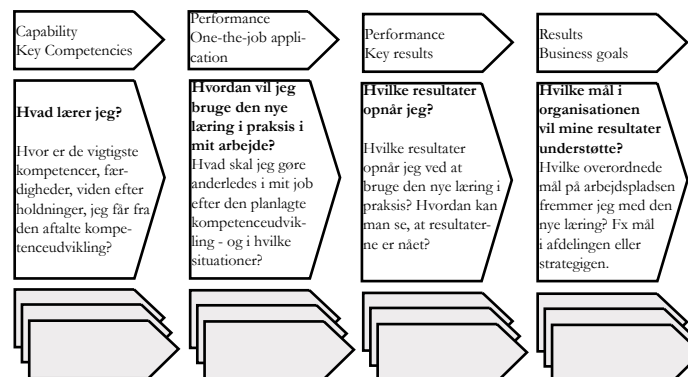 Capability
Key Competencies
Performance
One-the-job appli-
cation
Performance
Key results
Results
Business goals
Hvad lærer jeg?
Hvor er de vigtigste
kompetencer, fær-
digheder, viden efter
holdninger, jeg får fra
den aftalte kompe-
tenceudvikling?
Hvordan vil jeg
bruge den nye
læring i praksis i
mit arbejde?
Hvad skal jeg gøre
anderledes i mit job
efter den planlagte
kompetenceudvik-
ling - og i hvilke
situationer?
Hvilke resultater
opnår jeg?
Hvilke resultater
opnår jeg ved at
bruge den nye læring i
praksis? Hvordan kan
man se, at resultater-
ne er nået?
Hvilke mål i
organisationen
vil mine resultater
understøtte?
Hvilke overordnede
mål på arbejdspladsen
fremmer jeg med den
nye læring? Fx mål
i afdelingen eller
strategigen.